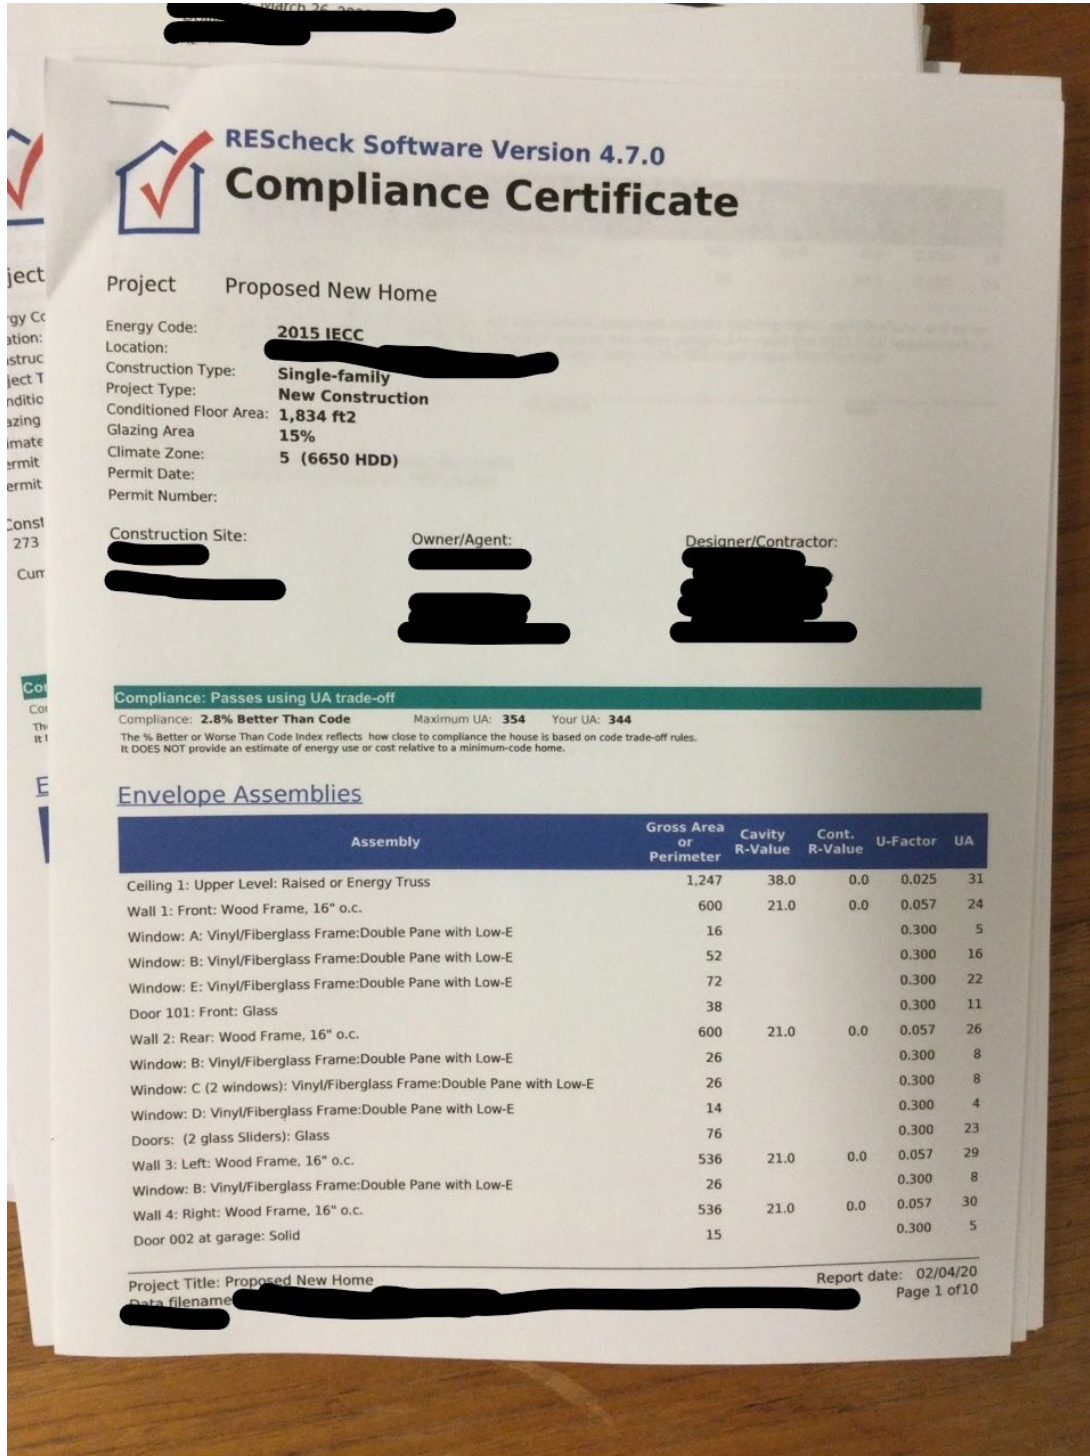 March 26,
REScheck Software Version 4.7.0
Compliance Certificate
Project Proposed New Home
Energy Code: 2015 IECC
Location:
Construction Type: Single-family
Project Type: New Construction
Conditioned Floor Area: 1,834 ft2
Glazing Area 15%
Climate Zone: 5 (6650 HDD)
Permit Date:
Permit Number:
Construction Site: Owner/Agent: Designer/Contractor:
Compliance: Passes using UA trade-off
Compliance: 2.8% Better Than Code Maximum UA: 354 Your UA: 344
The % Better or Worse Than Code Index reflects how close to compliance the house is based on code trade-off rules.
It DOES NOT provide an estimate of energy use or cost relative to a minimum-code home.
Envelope Assemblies
Assembly Gross Area or Perimeter Cavity R-Value Cont. R-Value U-Factor UA
Ceiling 1: Upper Level: Raised or Energy Truss 1,247 38.0 0.0 0.025 31
Wall 1: Front: Wood Frame, 16" o.c. 600 21.0 0.0 0.057 24
Window: A: Vinyl/Fiberglass Frame:Double Pane with Low-E 16 0.300 5
Window: B: Vinyl/Fiberglass Frame:Double Pane with Low-E 52 0.300 16
Window: E: Vinyl/Fiberglass Frame:Double Pane with Low-E 72 0.300 22
Door 101: Front: Glass 38 0.300 11
Wall 2: Rear: Wood Frame, 16" o.c. 600 21.0 0.0 0.057 26
Window: B: Vinyl/Fiberglass Frame:Double Pane with Low-E 26 0.300 8
Window: C (2 windows): Vinyl/Fiberglass Frame:Double Pane with Low-E 26 0.300 8
Window: D: Vinyl/Fiberglass Frame:Double Pane with Low-E 14 0.300 4
Doors: (2 glass Sliders): Glass 76 0.300 23
Wall 3: Left: Wood Frame, 16" o.c. 536 21.0 0.0 0.057 29
Window: B: Vinyl/Fiberglass Frame:Double Pane with Low-E 26 0.300 8
Wall 4: Right: Wood Frame, 16" o.c. 536 21.0 0.0 0.057 30
Door 002 at garage: Solid 15 0.300 5
Project Title: Proposed New Home Report date: 02/04/20
Data filename Page 1 of10